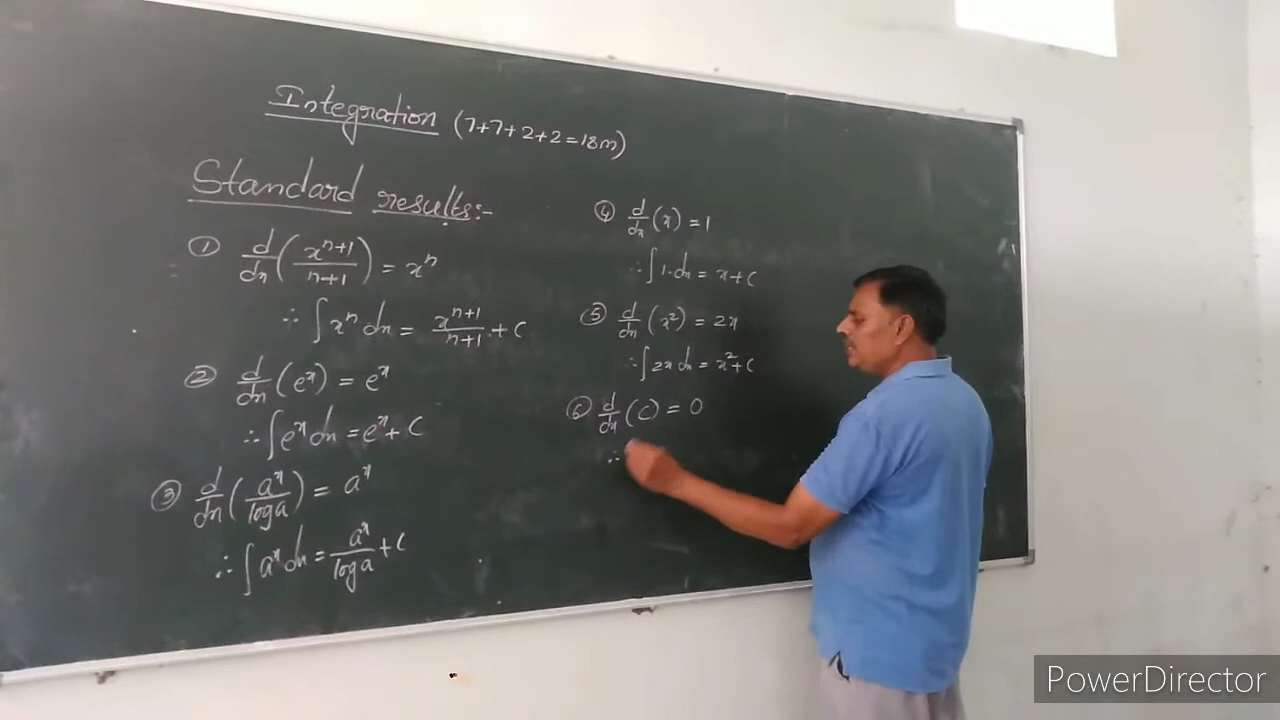 Integration (7+7+2+2=18m)
Standard results:-
① d/dx (x^(n+1)/(n+1)) = x^n
∴ ∫x^n dx = x^(n+1)/(n+1) + C
② d/dx (e^x) = e^x
∴ ∫e^x dx = e^x + C
③ d/dx (a^x/log a) = a^x
∴ ∫a^x dx = a^x/log a + C
④ d/dx (x) = 1
∴ ∫1·dx = x + C
⑤ d/dx (x²) = 2x
∴ ∫2x dx = x² + C
⑥ d/dx (C) = 0
∴
PowerDirector